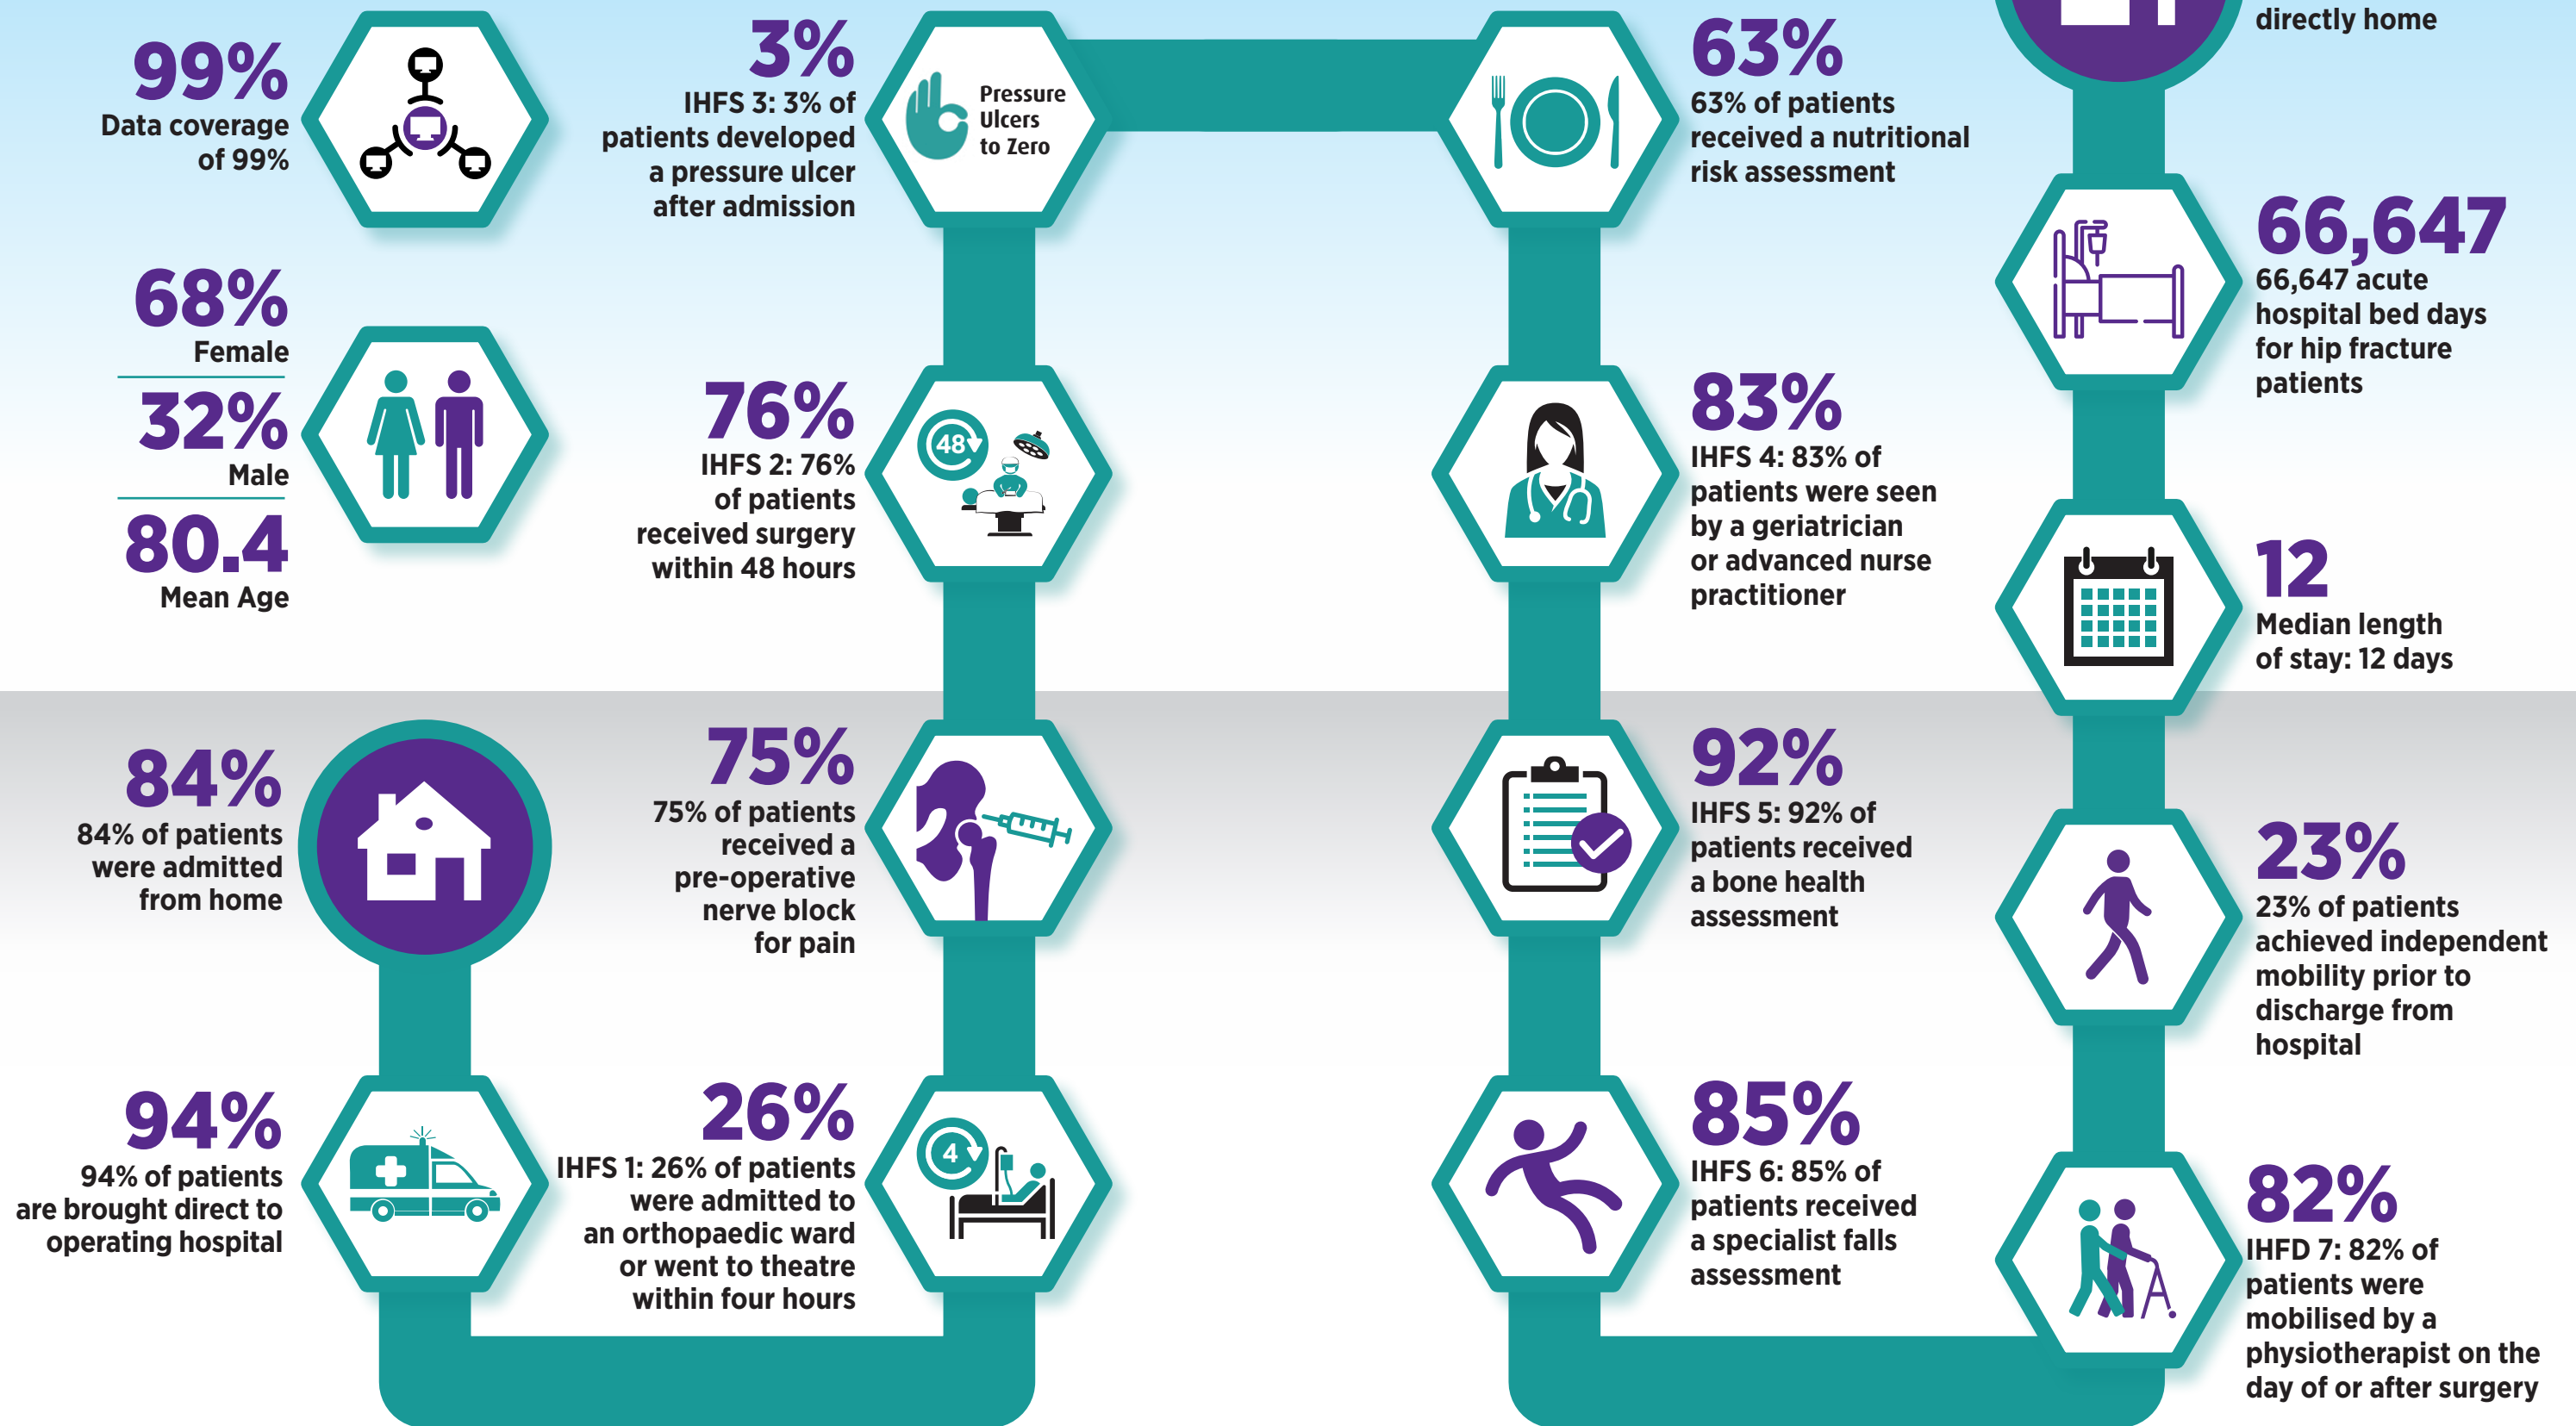 99%
Data coverage
of 99%
68%
Female
32%
Male
80.4
Mean Age
84%
84% of patients
were admitted
from home
94%
94% of patients
are brought direct to
operating hospital
3%
IHFS 3: 3% of
patients developed
a pressure ulcer
after admission
Pressure
Ulcers
to Zero
76%
IHFS 2: 76%
of patients
received surgery
within 48 hours
48
75%
75% of patients
received a
pre-operative
nerve block
for pain
26%
IHFS 1: 26% of patients
were admitted to
an orthopaedic ward
or went to theatre
within four hours
4
63%
63% of patients
received a nutritional
risk assessment
83%
IHFS 4: 83% of
patients were seen
by a geriatrician
or advanced nurse
practitioner
92%
IHFS 5: 92% of
patients received
a bone health
assessment
85%
IHFS 6: 85% of
patients received
a specialist falls
assessment
directly home
66,647
66,647 acute
hospital bed days
for hip fracture
patients
12
Median length
of stay: 12 days
23%
23% of patients
achieved independent
mobility prior to
discharge from
hospital
82%
IHFD 7: 82% of
patients were
mobilised by a
physiotherapist on the
day of or after surgery